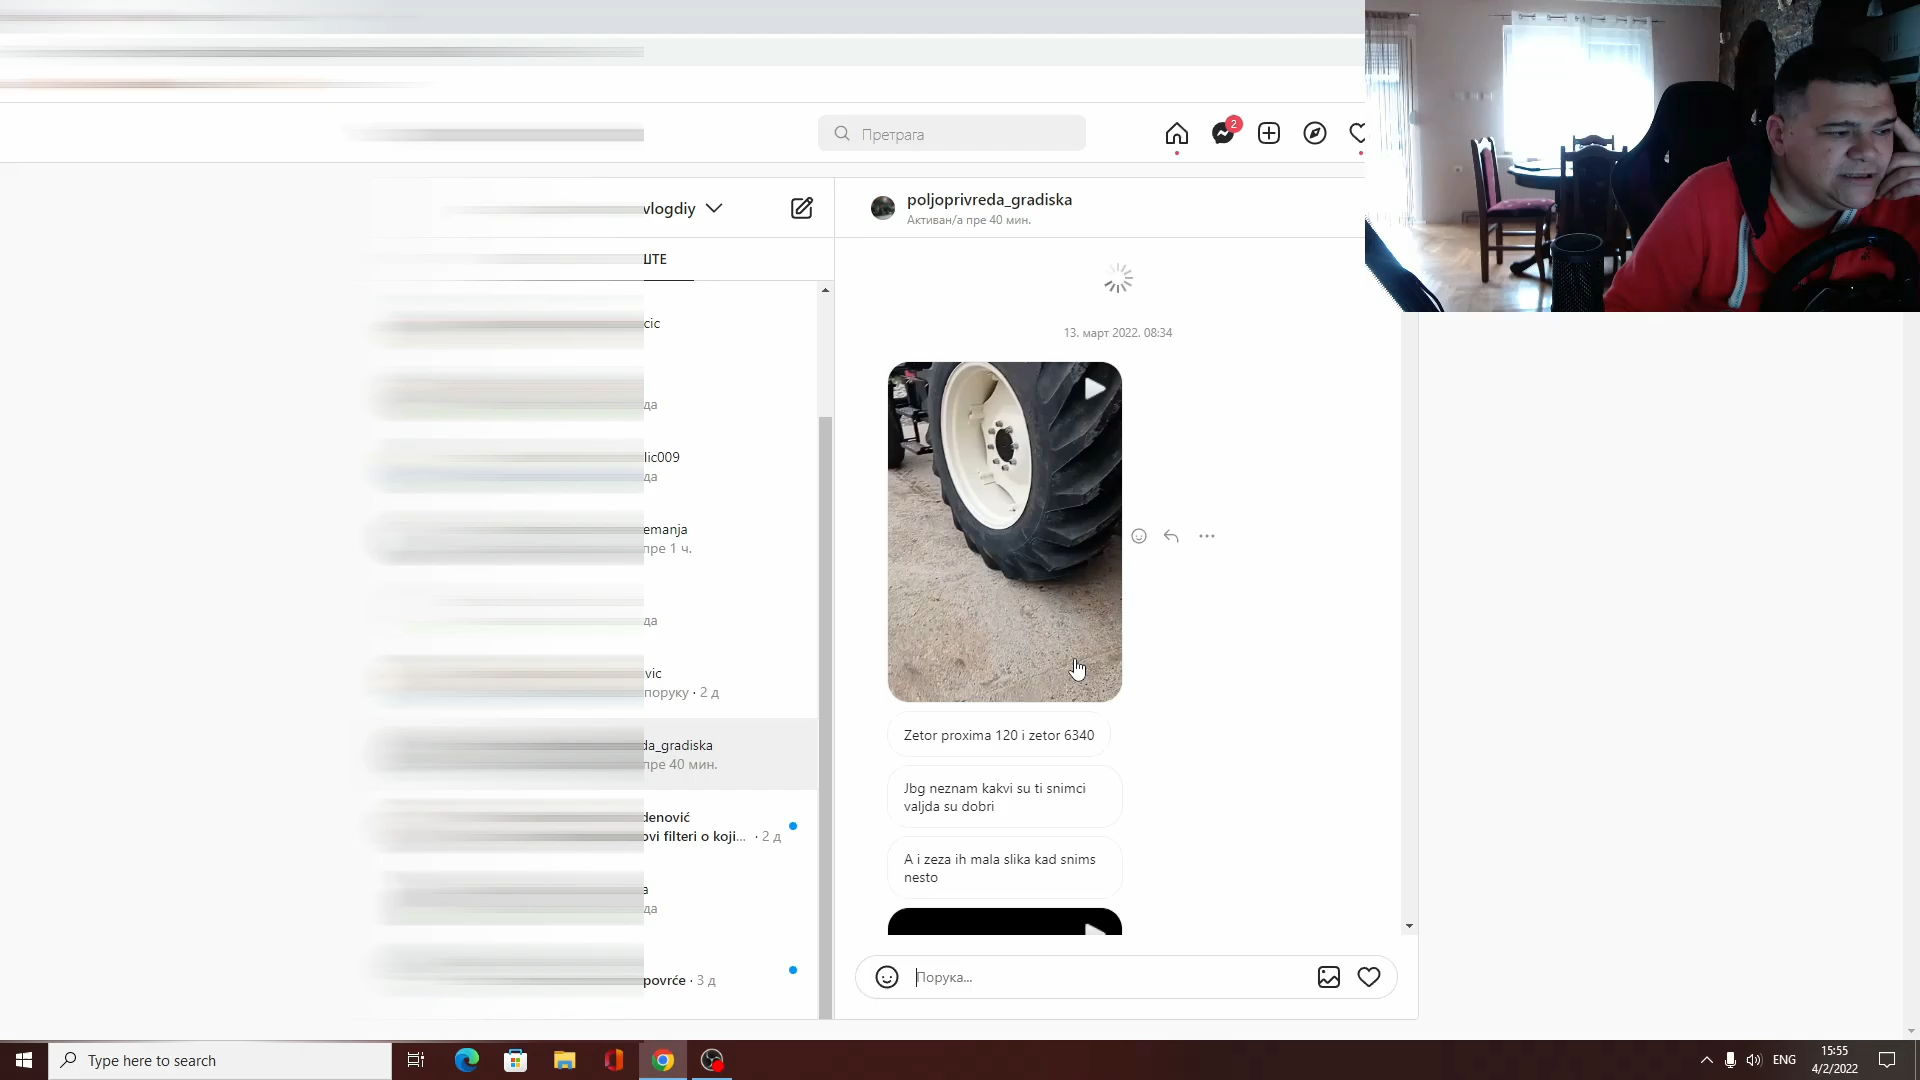 Претрага
2
vlogdiy
poljoprivreda_gradiska
Активан/а пре 40 мин.
ШТЕ
cic
13. март 2022. 08:34
да
lic009
да
emanja
пре 1 ч.
да
vic
поруку · 2 д
Zetor proxima 120 i zetor 6340
da_gradiska
пре 40 мин.
Jbg neznam kakvi su ti snimci
valjda su dobri
denović
ovi filteri o koji... · 2 д
A i zeza ih mala slika kad snims
nesto
a
да
povrće · 3 д
Порука...
Type here to search
ENG
15:55
4/2/2022